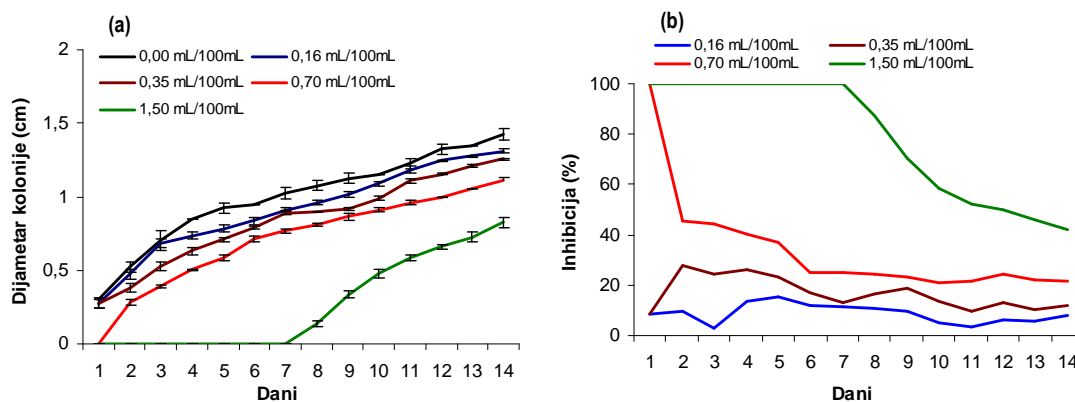 (a)
0,00 mL/100mL
0,16 mL/100mL
0,35 mL/100mL
0,70 mL/100mL
1,50 mL/100mL
Dijametar kolonije (cm)
2
1,5
1
0,5
0
1 2 3 4 5 6 7 8 9 10 11 12 13 14
Dani
(b)
0,16 mL/100mL
0,35 mL/100mL
0,70 mL/100mL
1,50 mL/100mL
Inhibicija (%)
100
80
60
40
20
0
1 2 3 4 5 6 7 8 9 10 11 12 13 14
Dani